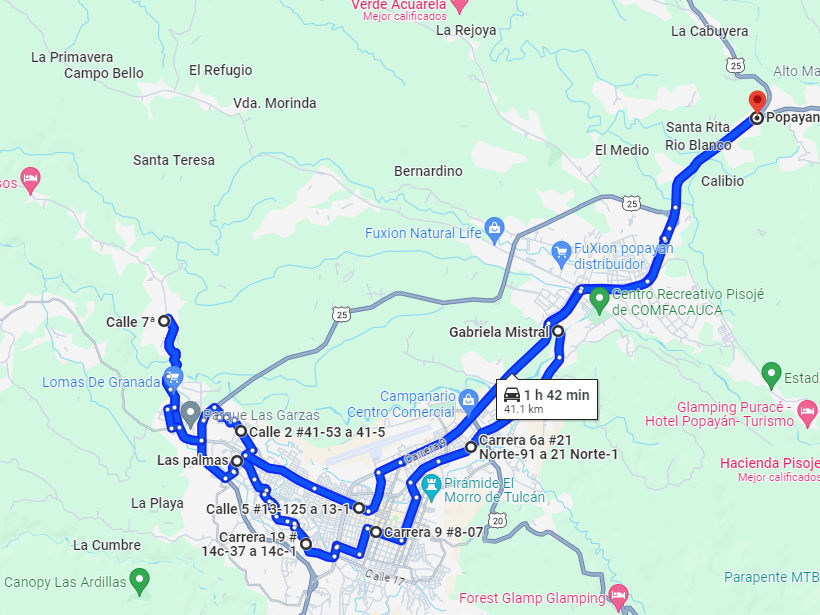 Verde Acuarela
Mejor calificados
La Rejoya
La Cabuyera
La Primavera
Campo Bello
El Refugio
25
Alto Ma
Vda. Morinda
Popayan
Santa Rita
Rio Blanco
El Medio
Santa Teresa
Bernardino
Calibio
sos
25
Fuxion Natural Life
FuXion popayan
distribuidor
Centro Recreativo Pisojé
de COMFACAUCA
25
Calle 7ª
Gabriela Mistral
Lomas De Granada
Estad
1 h 42 min
41.1 km
Campanario
Centro Comercial
Glamping Puracé -
Hotel Popayán- Turismo
Parque Las Garzas
Calle 2 #41-53 a 41-5
Carrera 9
Carrera 6a #21
Norte-91 a 21 Norte-1
Las palmas
Hacienda Pisoje
Mejor calificados
Pirámide El
Morro de Tulcán
La Playa
Calle 5 #13-125 a 13-1
20
Carrera 19 #
14c-37 a 14c-1
Carrera 9 #8-07
La Cumbre
Calle 17
Canopy Las Ardillas
Parapente MTB
Forest Glamp Glamping